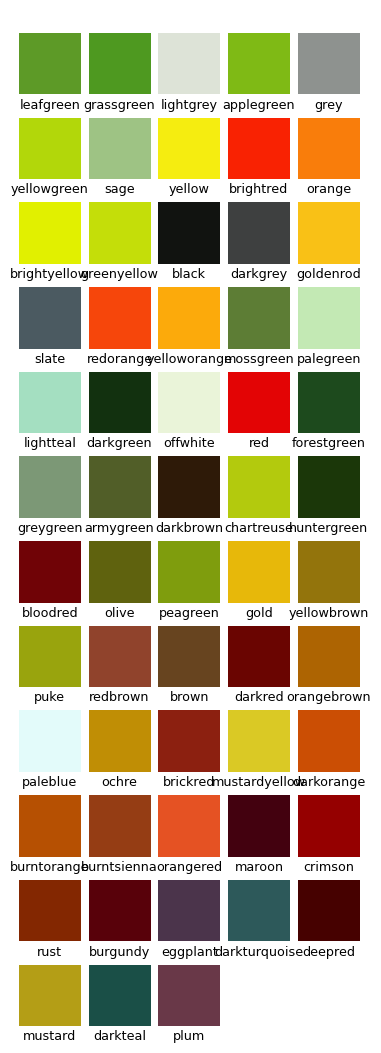 leafgreen grassgreen lightgrey applegreen grey
yellowgreen sage yellow brightred orange
brightyellow greenyellow black darkgrey goldenrod
slate redorange yelloworange mossgreen palegreen
lightteal darkgreen offwhite red forestgreen
greygreen armygreen darkbrown chartreuse huntergreen
bloodred olive peagreen gold yellowbrown
puke redbrown brown darkred orangebrown
paleblue ochre brickred mustardyellow darkorange
burntorange burntsienna orangered maroon crimson
rust burgundy eggplant darkturquoise deepred
mustard darkteal plum